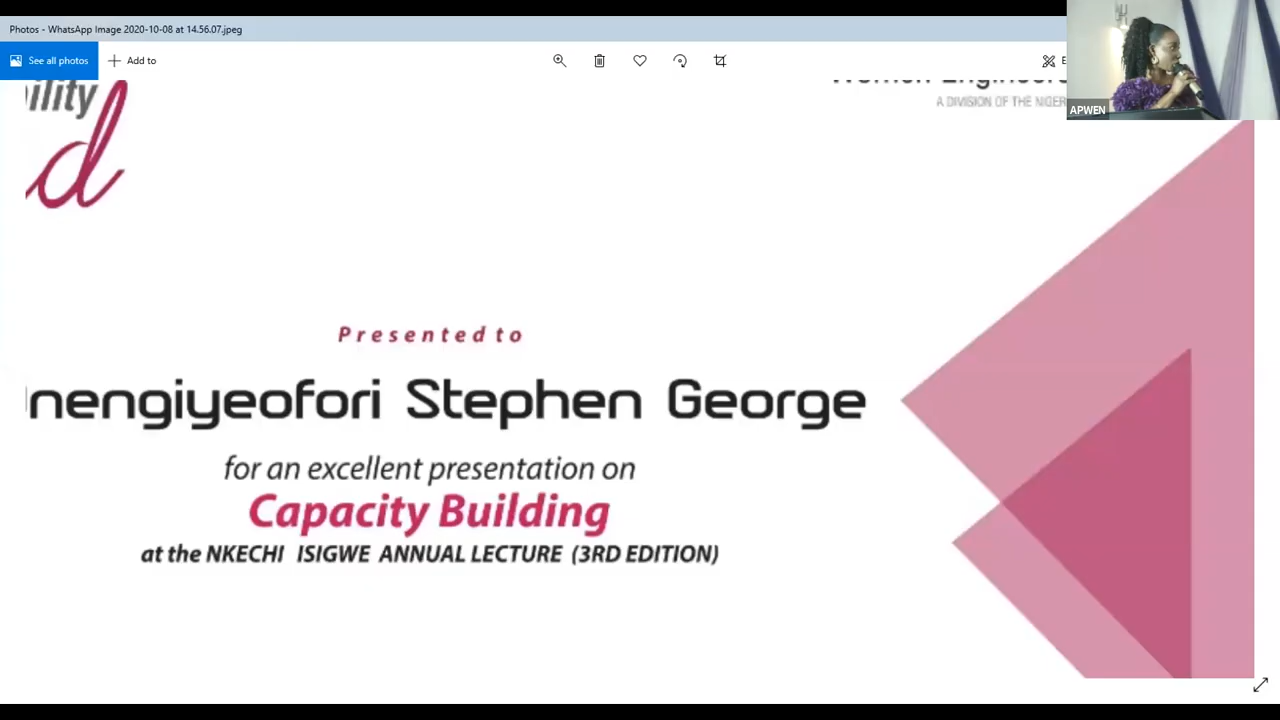 Photos - WhatsApp Image 2020-10-08 at 14.56.07.jpeg
See all photos
Add to
APWEN
A DIVISION OF THE NIGER
Presented to
Stephen George
for an excellent presentation on
Capacity Building
at the NKECHI ISIGWE ANNUAL LECTURE (3RD EDITION)